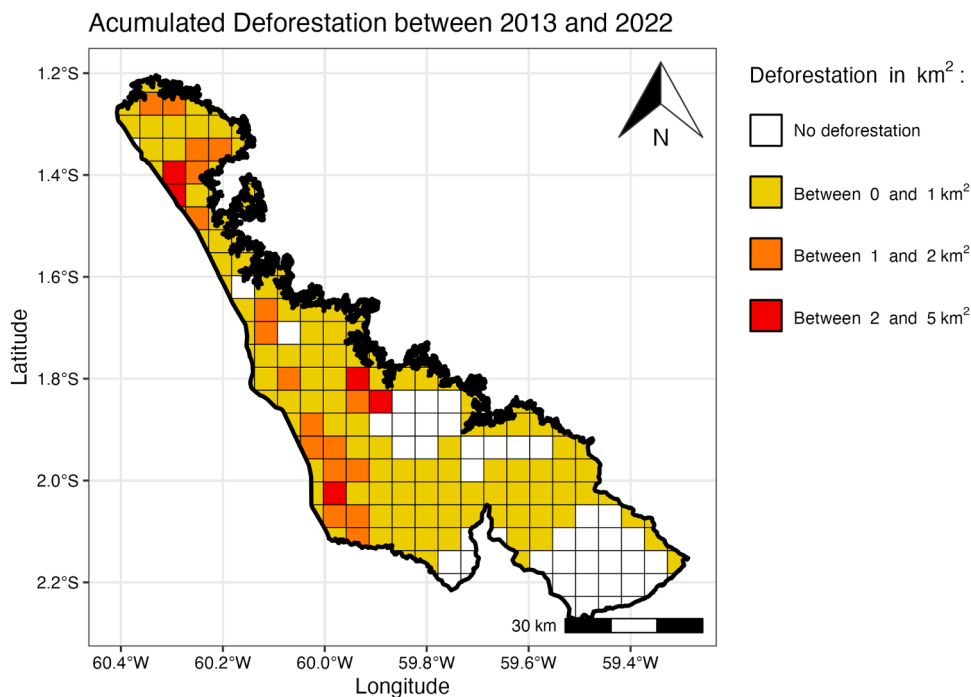 Acumulated Deforestation between 2013 and 2022
1.2°S
1.4°S
1.6°S
1.8°S
2.0°S
2.2°S
Latitude
N
30 km
60.4°W 60.2°W 60.0°W 59.8°W 59.6°W 59.4°W
Longitude
Deforestation in km² :
No deforestation
Between 0 and 1 km²
Between 1 and 2 km²
Between 2 and 5 km²